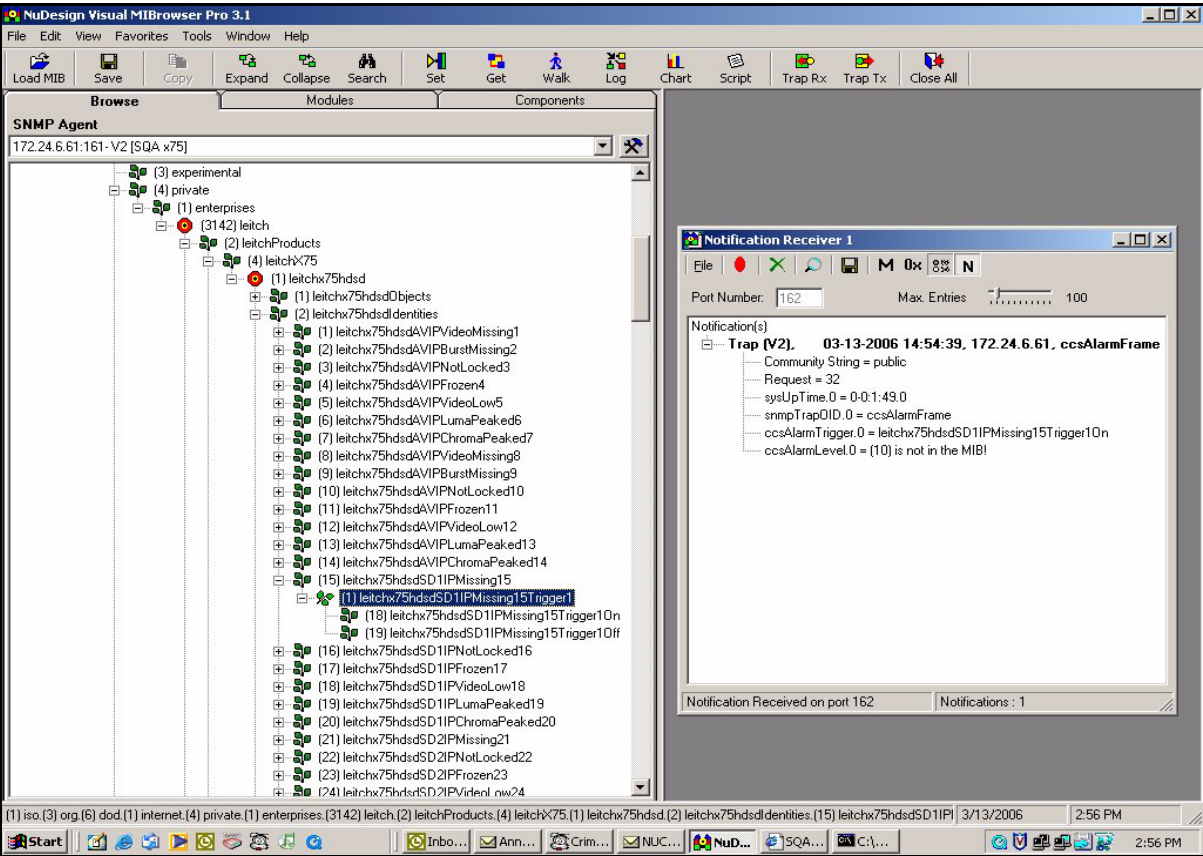 NuDesign Visual MIBrowser Pro 3.1
File Edit View Favorites Tools Window Help
Load MIB Save Copy Expand Collapse Search Set Get Walk Log Chart Script Trap Rx Trap Tx Close All
Browse Modules Components
SNMP Agent
172.24.6.61:161- V2 [SQA x75]
(3) experimental
(4) private
(1) enterprises
(3142) leitch
(2) leitchProducts
(4) leitchX75
(1) leitchx75hdsd
(1) leitchx75hdsdObjects
(2) leitchx75hdsdIdentities
(1) leitchx75hdsdAVIPVideoMissing1
(2) leitchx75hdsdAVIPBurstMissing2
(3) leitchx75hdsdAVIPNotLocked3
(4) leitchx75hdsdAVIPFrozen4
(5) leitchx75hdsdAVIPVideoLow5
(6) leitchx75hdsdAVIPLumaPeaked6
(7) leitchx75hdsdAVIPChromaPeaked7
(8) leitchx75hdsdAVIPVideoMissing8
(9) leitchx75hdsdAVIPBurstMissing9
(10) leitchx75hdsdAVIPNotLocked10
(11) leitchx75hdsdAVIPFrozen11
(12) leitchx75hdsdAVIPVideoLow12
(13) leitchx75hdsdAVIPLumaPeaked13
(14) leitchx75hdsdAVIPChromaPeaked14
(15) leitchx75hdsdSD1IPMissing15
(1) leitchx75hdsdSD1IPMissing15Trigger1
(18) leitchx75hdsdSD1IPMissing15Trigger1On
(19) leitchx75hdsdSD1IPMissing15Trigger1Off
(16) leitchx75hdsdSD1IPNotLocked16
(17) leitchx75hdsdSD1IPFrozen17
(18) leitchx75hdsdSD1IPVideoLow18
(19) leitchx75hdsdSD1IPLumaPeaked19
(20) leitchx75hdsdSD1IPChromaPeaked20
(21) leitchx75hdsdSD2IPMissing21
(22) leitchx75hdsdSD2IPNotLocked22
(23) leitchx75hdsdSD2IPFrozen23
(24) leitchx75hdsdSD2IPVideoLow24
Notification Receiver 1
File M 0x N
Port Number: 162 Max. Entries 100
Notification(s)
Trap (V2), 03-13-2006 14:54:39, 172.24.6.61, ccsAlarmFrame
Community String = public
Request = 32
sysUpTime.0 = 0-0:1:49.0
snmpTrapOID.0 = ccsAlarmFrame
ccsAlarmTrigger.0 = leitchx75hdsdSD1IPMissing15Trigger1On
ccsAlarmLevel.0 = (10) is not in the MIB!
Notification Received on port 162 Notifications : 1
(1) iso.(3) org.(6) dod.(1) internet.(4) private.(1) enterprises.(3142) leitch.(2) leitchProducts.(4) leitchX75.(1) leitchx75hdsd.(2) leitchx75hdsdIdentities.(15) leitchx75hdsdSD1IPI 3/13/2006 2:56 PM
Start Inbo... Ann... Crim... NUC... NuD... SQA... C:\... 2:56 PM